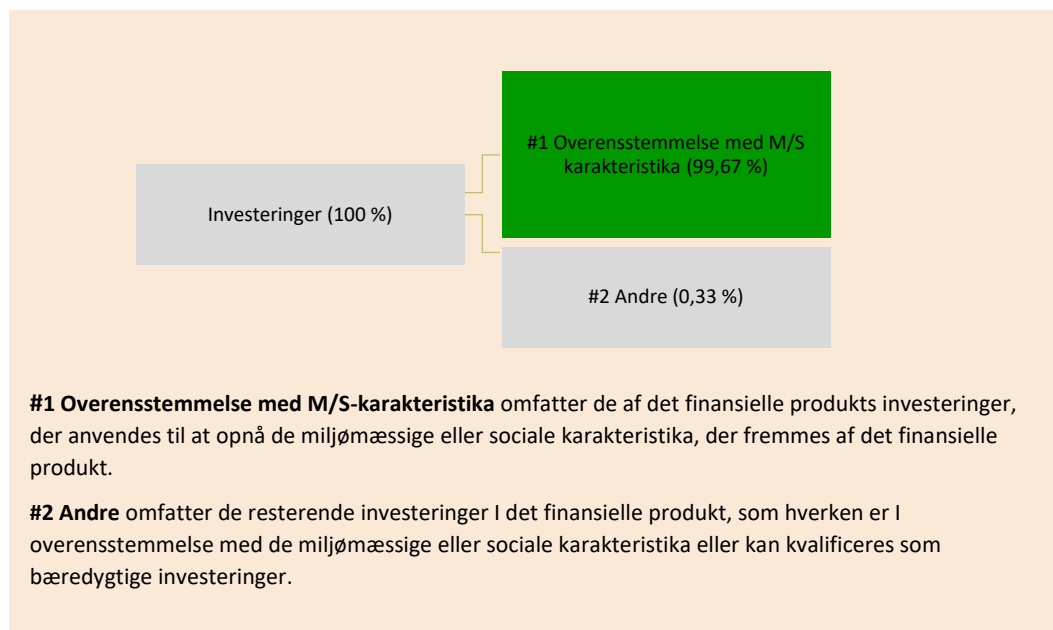 #1 Overensstemmelse med M/S
karakteristika (99,67 %)
Investeringer (100 %)
#2 Andre (0,33 %)
#1 Overensstemmelse med M/S-karakteristika omfatter de af det finansielle produkts investeringer,
der anvendes til at opnå de miljømæssige eller sociale karakteristika, der fremmes af det finansielle
produkt.
#2 Andre omfatter de resterende investeringer I det finansielle produkt, som hverken er I
overensstemmelse med de miljømæssige eller sociale karakteristika eller kan kvalificeres som
bæredygtige investeringer.